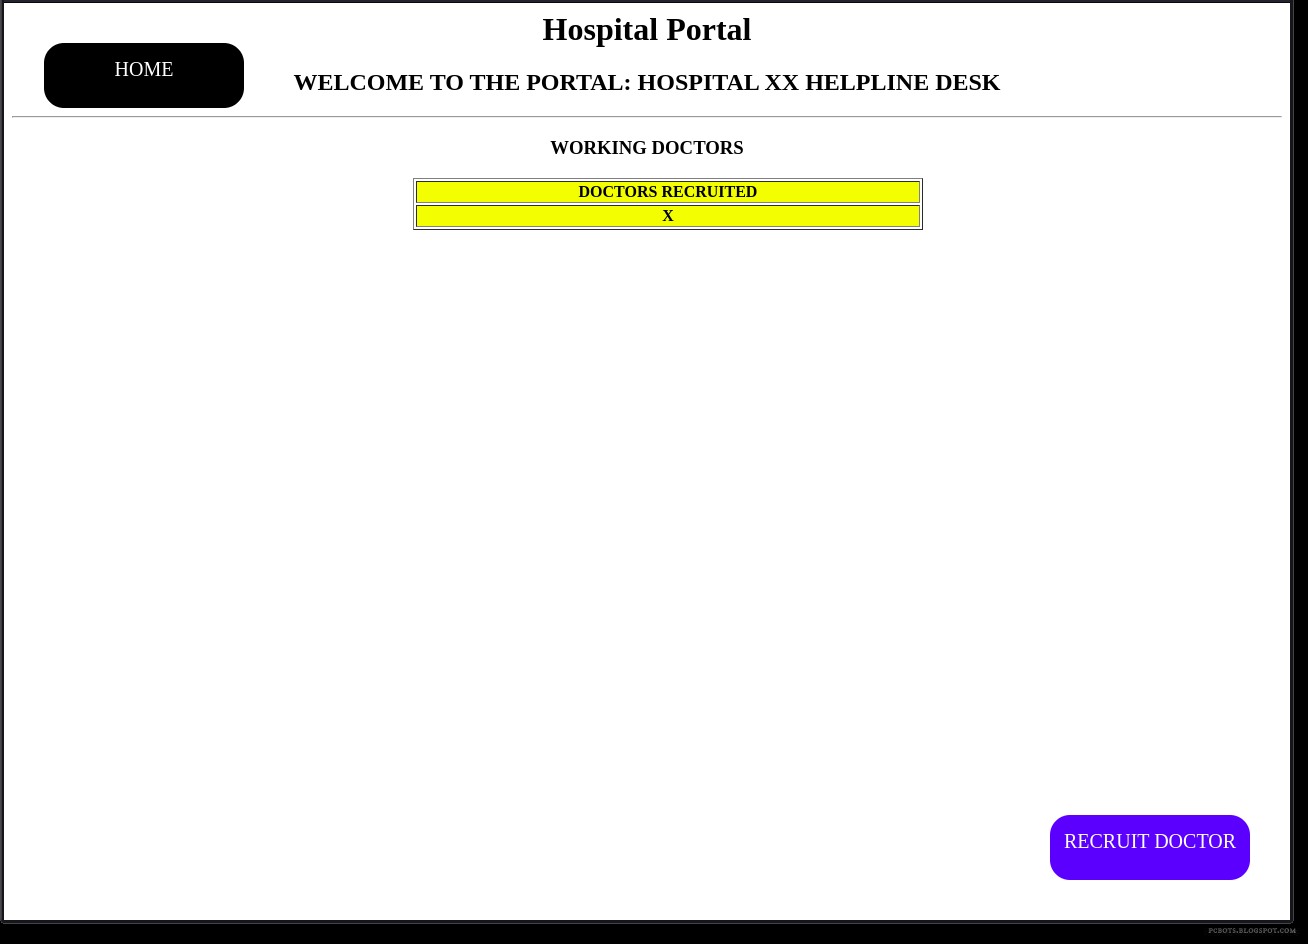 Hospital Portal
HOME
WELCOME TO THE PORTAL: HOSPITAL XX HELPLINE DESK
WORKING DOCTORS
DOCTORS RECRUITED
X
RECRUIT DOCTOR
PCBOTS.BLOGSPOT.COM